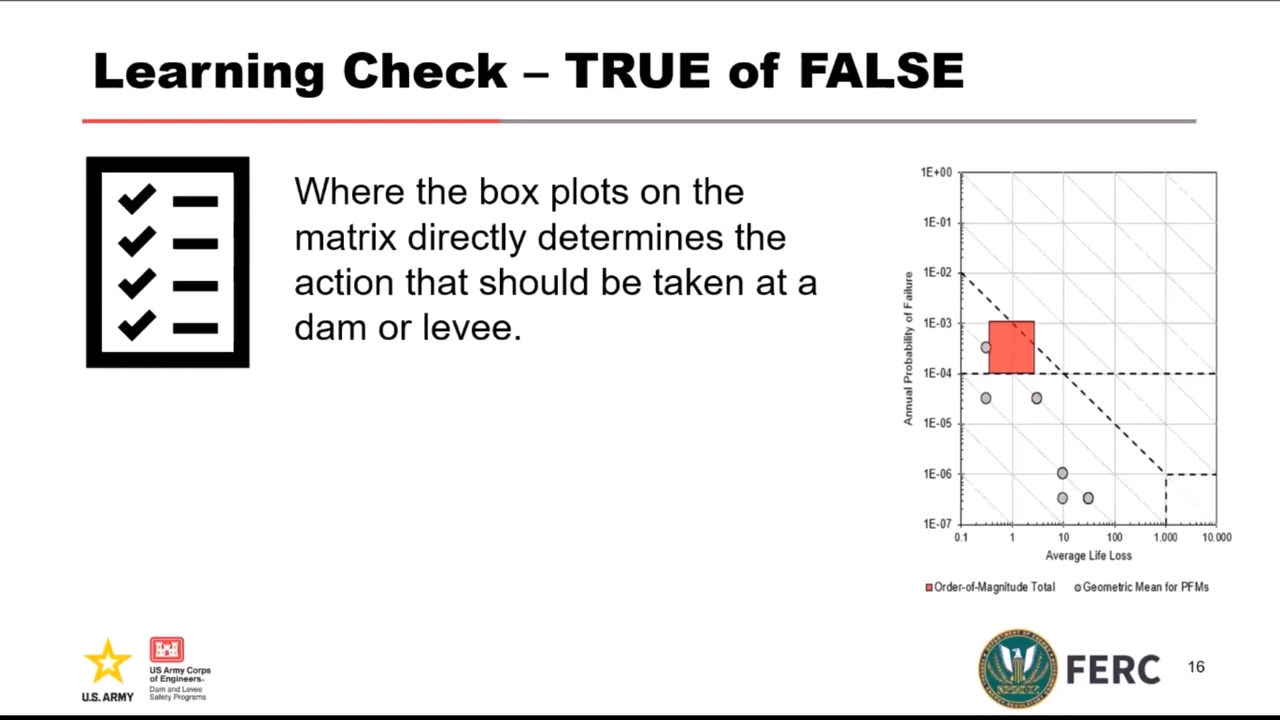 Learning Check – TRUE of FALSE
Where the box plots on the
matrix directly determines the
action that should be taken at a
dam or levee.
1E+00
1E-01
1E-02
1E-03
1E-04
1E-05
1E-06
1E-07
Annual Probability of Failure
0.1 1 10 100 1.000 10.000
Average Life Loss
Order-of-Magnitude Total Geometric Mean for PFMs
U.S. ARMY
US Army Corps
of Engineers.
Dam and Levee
Safety Programs
FERC
16